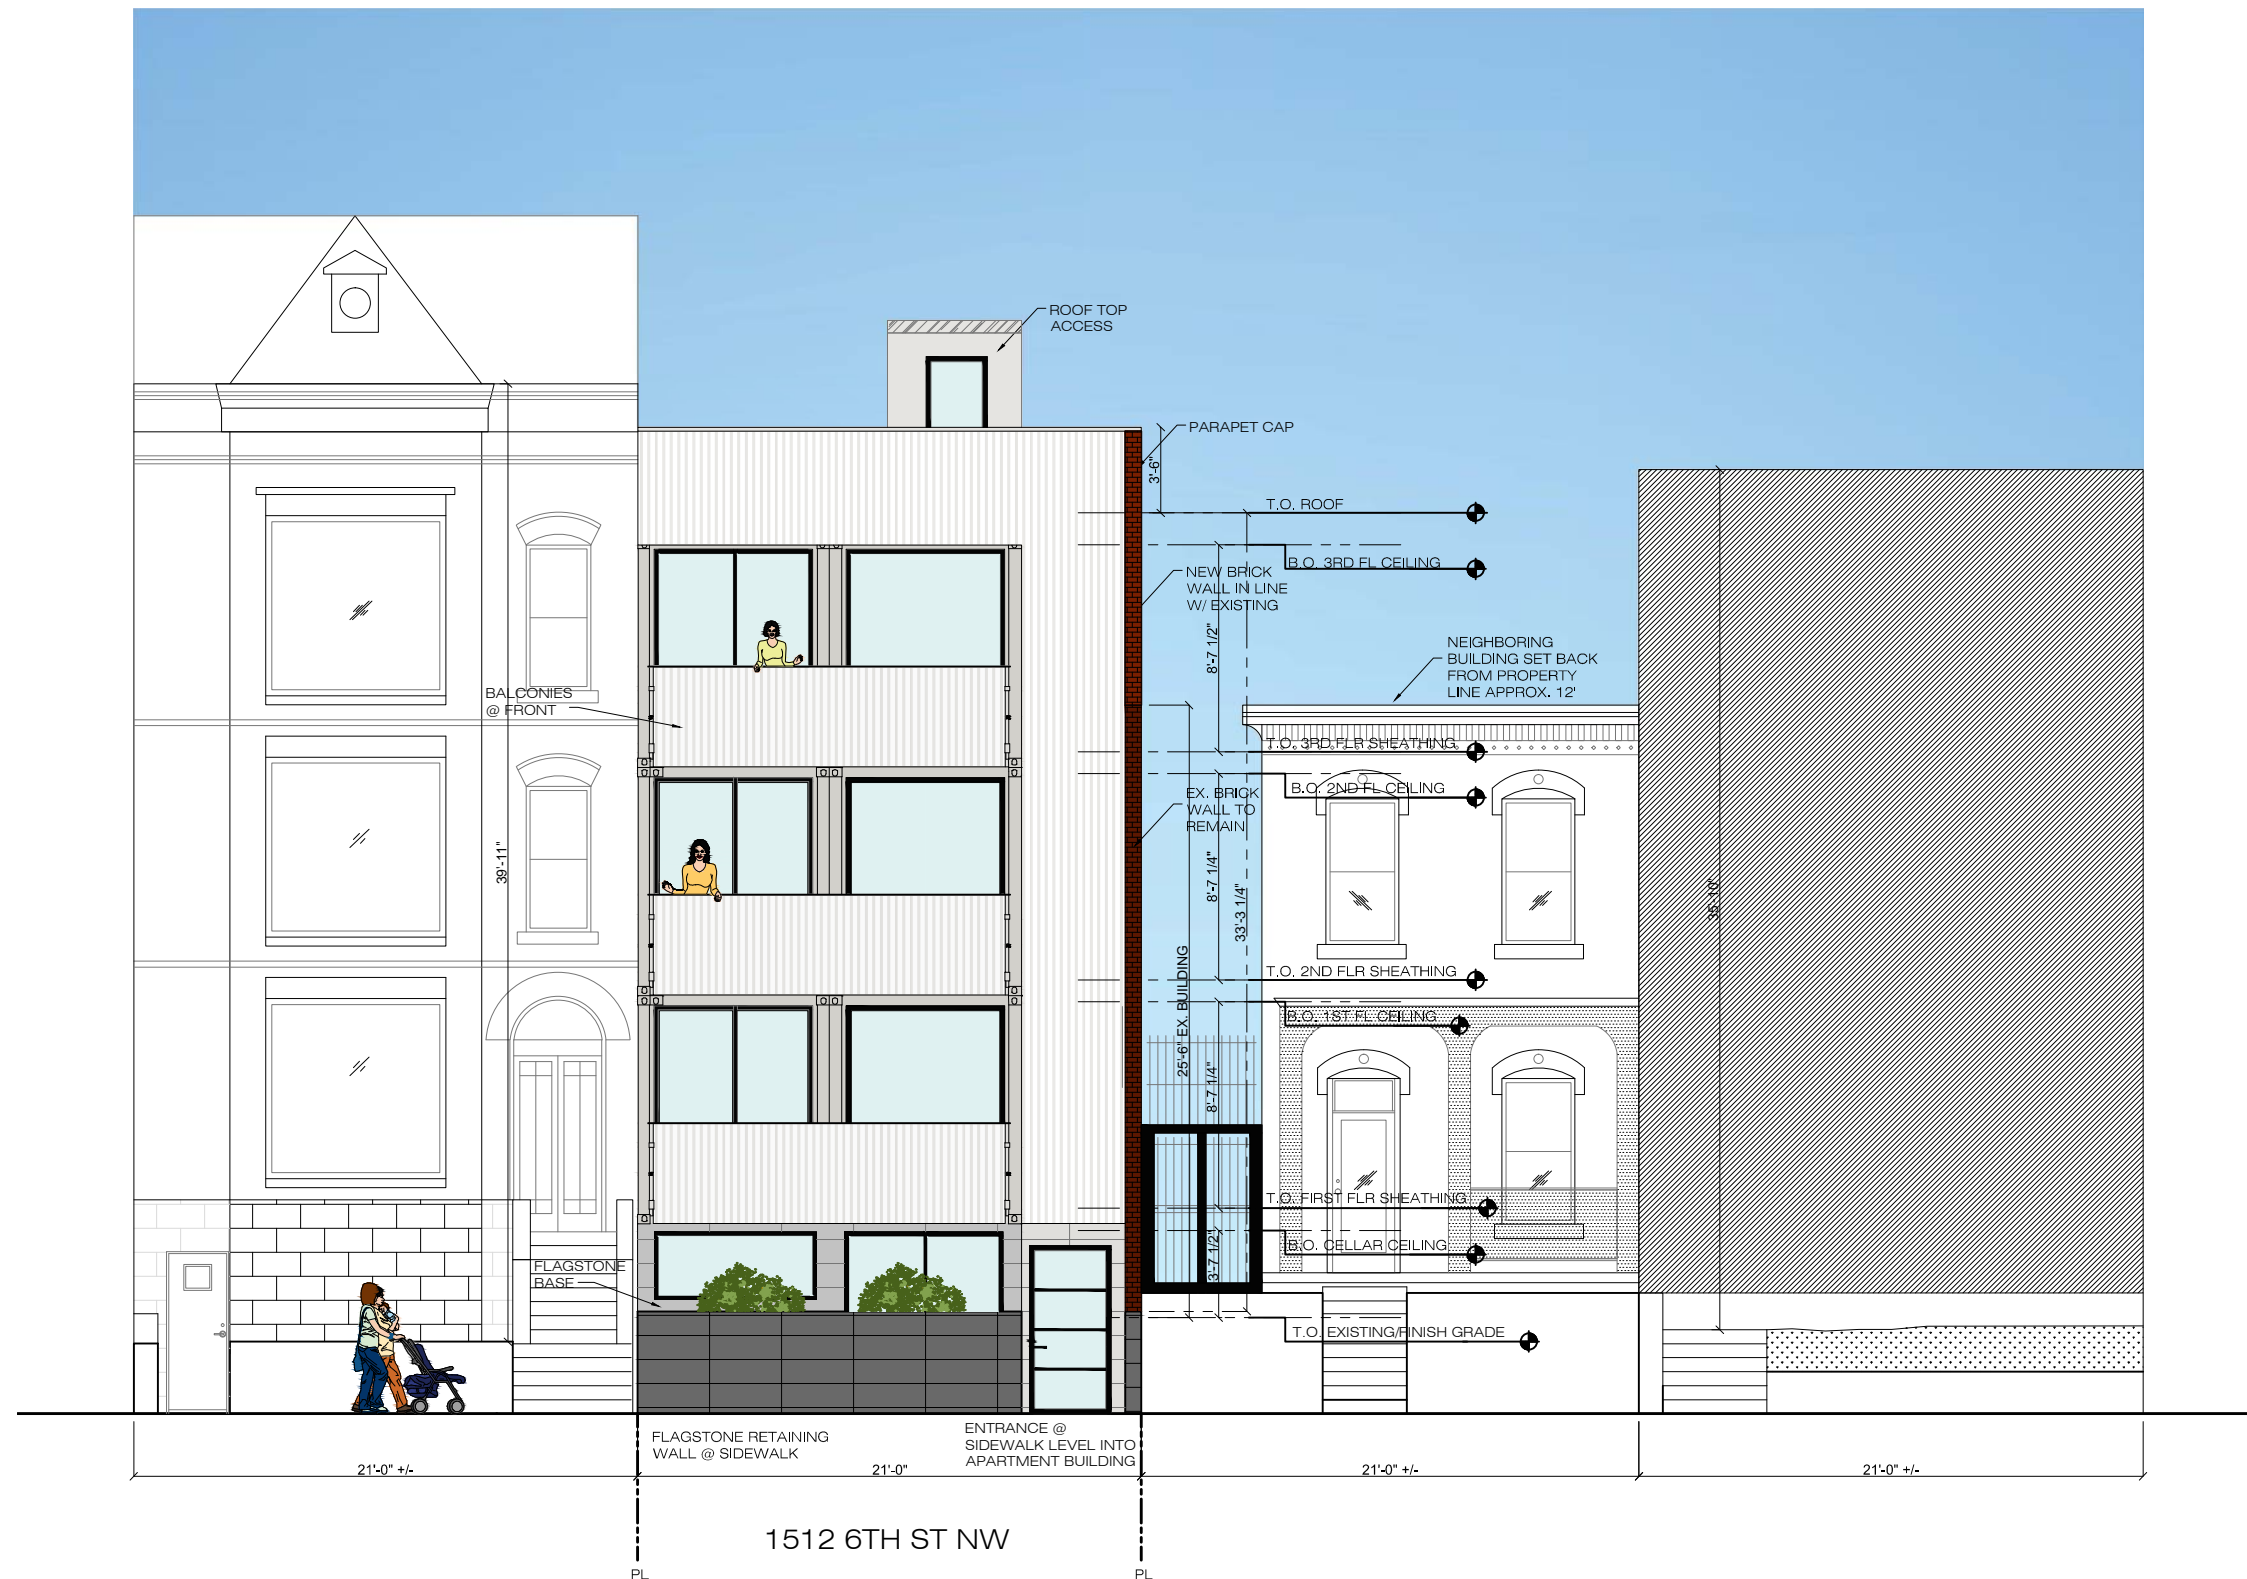 ROOF TOP
ACCESS
PARAPET CAP
3'-6"
T.O. ROOF
B.O. 3RD FL CEILING
NEW BRICK
WALL IN LINE
W/ EXISTING
8'-7 1/2"
NEIGHBORING
BUILDING SET BACK
FROM PROPERTY
LINE APPROX. 12'
BALCONIES
@ FRONT
T.O. 3RD FLR SHEATHING
B.O. 2ND FL CEILING
EX. BRICK
WALL TO
REMAIN
39'-11"
8'-7 1/4"
33'-3 1/4"
35'-10"
T.O. 2ND FLR SHEATHING
25'-6" EX. BUILDING
B.O. 1ST FL CEILING
8'-7 1/4"
T.O. FIRST FLR SHEATHING
B.O. CELLAR CEILING
3'-7 1/2"
FLAGSTONE
BASE
T.O. EXISTING/FINISH GRADE
FLAGSTONE RETAINING
WALL @ SIDEWALK
ENTRANCE @
SIDEWALK LEVEL INTO
APARTMENT BUILDING
21'-0" +/-
21'-0"
21'-0" +/-
21'-0" +/-
1512 6TH ST NW
PL
PL